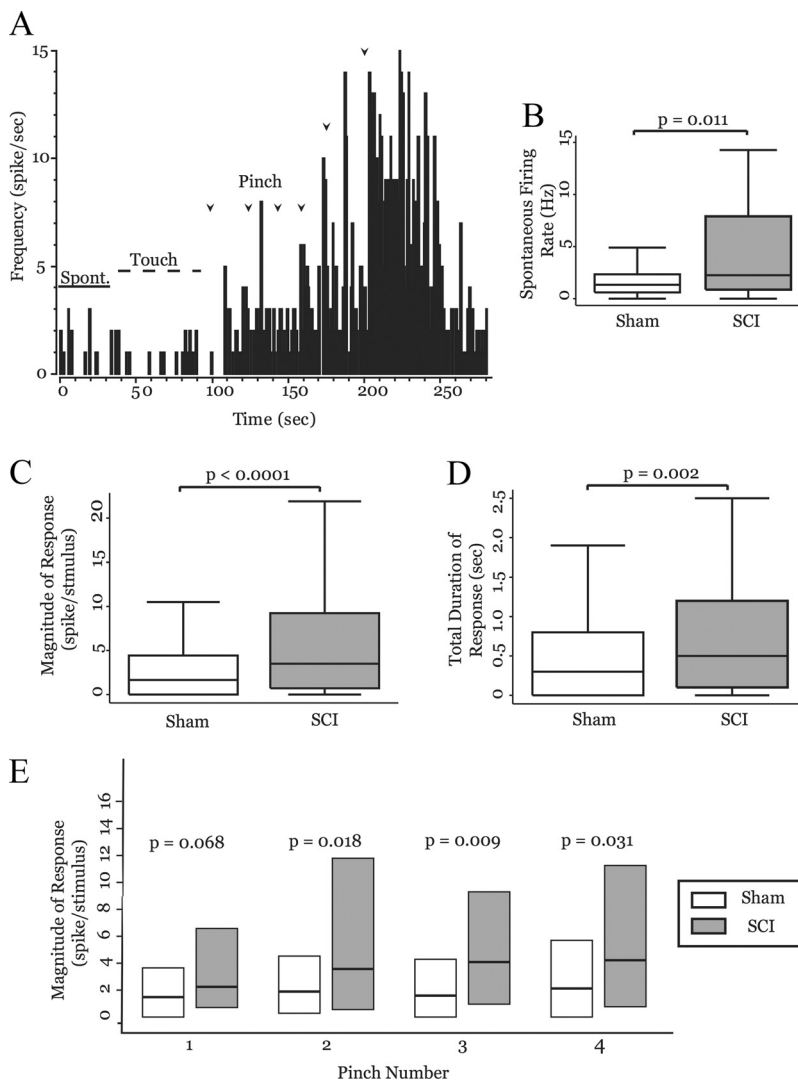 A
15
10
5
0
Frequency (spike/sec)
Spont.
Touch
Pinch
0 50 100 150 200 250
Time (sec)
B
p = 0.011
15
10
5
0
Spontaneous Firing
Rate (Hz)
Sham SCI
C
p < 0.0001
20
10
5
0
Magnitude of Response
(spike/stmulus)
Sham SCI
D
p = 0.002
2.5
2.0
1.5
1.0
0.5
0
Total Duration of
Response (sec)
Sham SCI
E
16
14
12
10
8
6
4
2
0
Magnitude of Response
(spike/stimulus)
p = 0.068 p = 0.018 p = 0.009 p = 0.031
1 2 3 4
Pinch Number
Sham
SCI